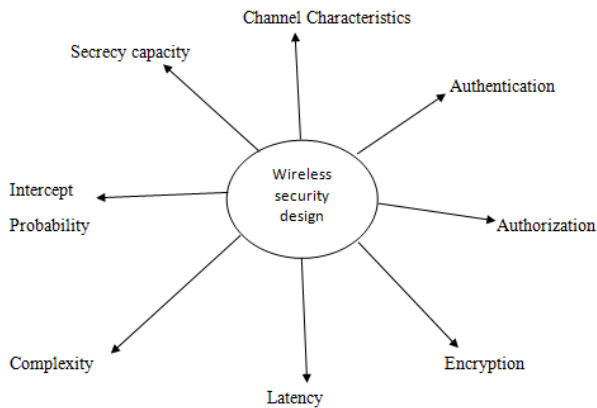 Channel Characteristics
Secrecy capacity
Authentication
Wireless
security
design
Intercept
Probability
Authorization
Complexity
Encryption
Latency